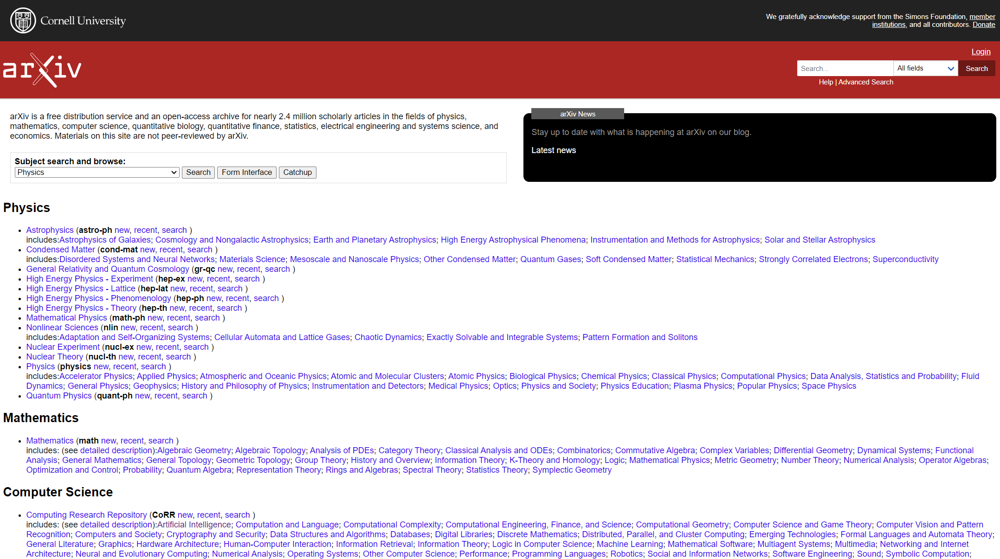 Cornell University
We gratefully acknowledge support from the Simons Foundation, member
institutions, and all contributors. Donate
Login
arXiv
Search...
All fields
Search
Help | Advanced Search
arXiv is a free distribution service and an open-access archive for nearly 2.4 million scholarly articles in the fields of physics,
mathematics, computer science, quantitative biology, quantitative finance, statistics, electrical engineering and systems science, and
economics. Materials on this site are not peer-reviewed by arXiv.
arXiv News
Stay up to date with what is happening at arXiv on our blog.
Latest news
Subject search and browse:
Physics
Search
Form Interface
Catchup
Physics
• Astrophysics (astro-ph new, recent, search )
includes:Astrophysics of Galaxies; Cosmology and Nongalactic Astrophysics; Earth and Planetary Astrophysics; High Energy Astrophysical Phenomena; Instrumentation and Methods for Astrophysics; Solar and Stellar Astrophysics
• Condensed Matter (cond-mat new, recent, search )
includes:Disordered Systems and Neural Networks; Materials Science; Mesoscale and Nanoscale Physics; Other Condensed Matter; Quantum Gases; Soft Condensed Matter; Statistical Mechanics; Strongly Correlated Electrons; Superconductivity
• General Relativity and Quantum Cosmology (gr-qc new, recent, search )
• High Energy Physics - Experiment (hep-ex new, recent, search )
• High Energy Physics - Lattice (hep-lat new, recent, search )
• High Energy Physics - Phenomenology (hep-ph new, recent, search )
• High Energy Physics - Theory (hep-th new, recent, search )
• Mathematical Physics (math-ph new, recent, search )
• Nonlinear Sciences (nlin new, recent, search )
includes:Adaptation and Self-Organizing Systems; Cellular Automata and Lattice Gases; Chaotic Dynamics; Exactly Solvable and Integrable Systems; Pattern Formation and Solitons
• Nuclear Experiment (nucl-ex new, recent, search )
• Nuclear Theory (nucl-th new, recent, search )
• Physics (physics new, recent, search )
includes:Accelerator Physics; Applied Physics; Atmospheric and Oceanic Physics; Atomic and Molecular Clusters; Atomic Physics; Biological Physics; Chemical Physics; Classical Physics; Computational Physics; Data Analysis, Statistics and Probability; Fluid
Dynamics; General Physics; Geophysics; History and Philosophy of Physics; Instrumentation and Detectors; Medical Physics; Optics; Physics and Society; Physics Education; Plasma Physics; Popular Physics; Space Physics
• Quantum Physics (quant-ph new, recent, search )
Mathematics
• Mathematics (math new, recent, search )
includes: (see detailed description):Algebraic Geometry; Algebraic Topology; Analysis of PDEs; Category Theory; Classical Analysis and ODEs; Combinatorics; Commutative Algebra; Complex Variables; Differential Geometry; Dynamical Systems; Functional
Analysis; General Mathematics; General Topology; Geometric Topology; Group Theory; History and Overview; Information Theory; K-Theory and Homology; Logic; Mathematical Physics; Metric Geometry; Number Theory; Numerical Analysis; Operator Algebras;
Optimization and Control; Probability; Quantum Algebra; Representation Theory; Rings and Algebras; Spectral Theory; Statistics Theory; Symplectic Geometry
Computer Science
• Computing Research Repository (CoRR new, recent, search )
includes: (see detailed description):Artificial Intelligence; Computation and Language; Computational Complexity; Computational Engineering, Finance, and Science; Computational Geometry; Computer Science and Game Theory; Computer Vision and Pattern
Recognition; Computers and Society; Cryptography and Security; Data Structures and Algorithms; Databases; Digital Libraries; Discrete Mathematics; Distributed, Parallel, and Cluster Computing; Emerging Technologies; Formal Languages and Automata Theory;
General Literature; Graphics; Hardware Architecture; Human-Computer Interaction; Information Retrieval; Information Theory; Logic in Computer Science; Machine Learning; Mathematical Software; Multiagent Systems; Multimedia; Networking and Internet
Architecture; Neural and Evolutionary Computing; Numerical Analysis; Operating Systems; Other Computer Science; Performance; Programming Languages; Robotics; Social and Information Networks; Software Engineering; Sound; Symbolic Computation;